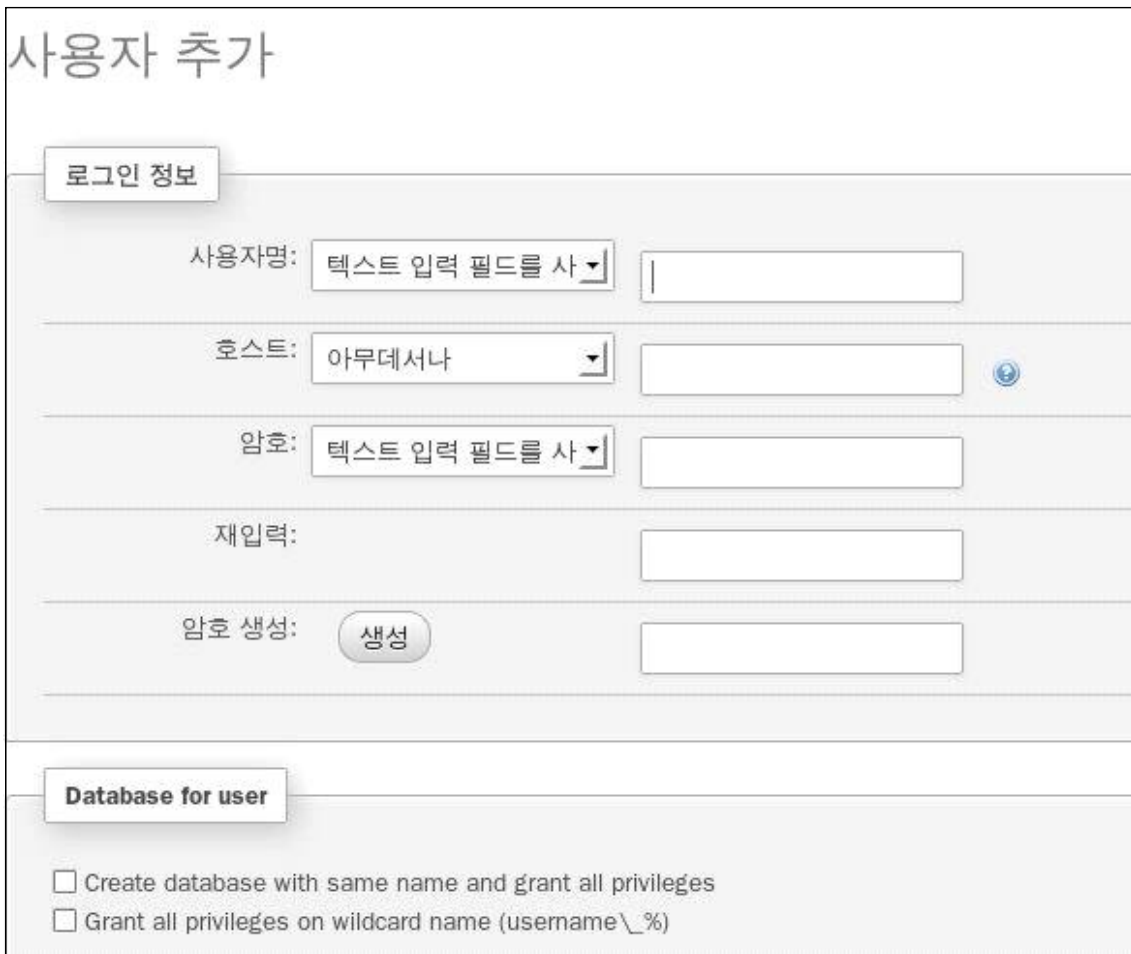 사용자 추가
로그인 정보
사용자명: 텍스트 입력 필드를 사
호스트: 아무데서나
암호: 텍스트 입력 필드를 사
재입력:
암호 생성: 생성
Database for user
Create database with same name and grant all privileges
Grant all privileges on wildcard name (username\_%)